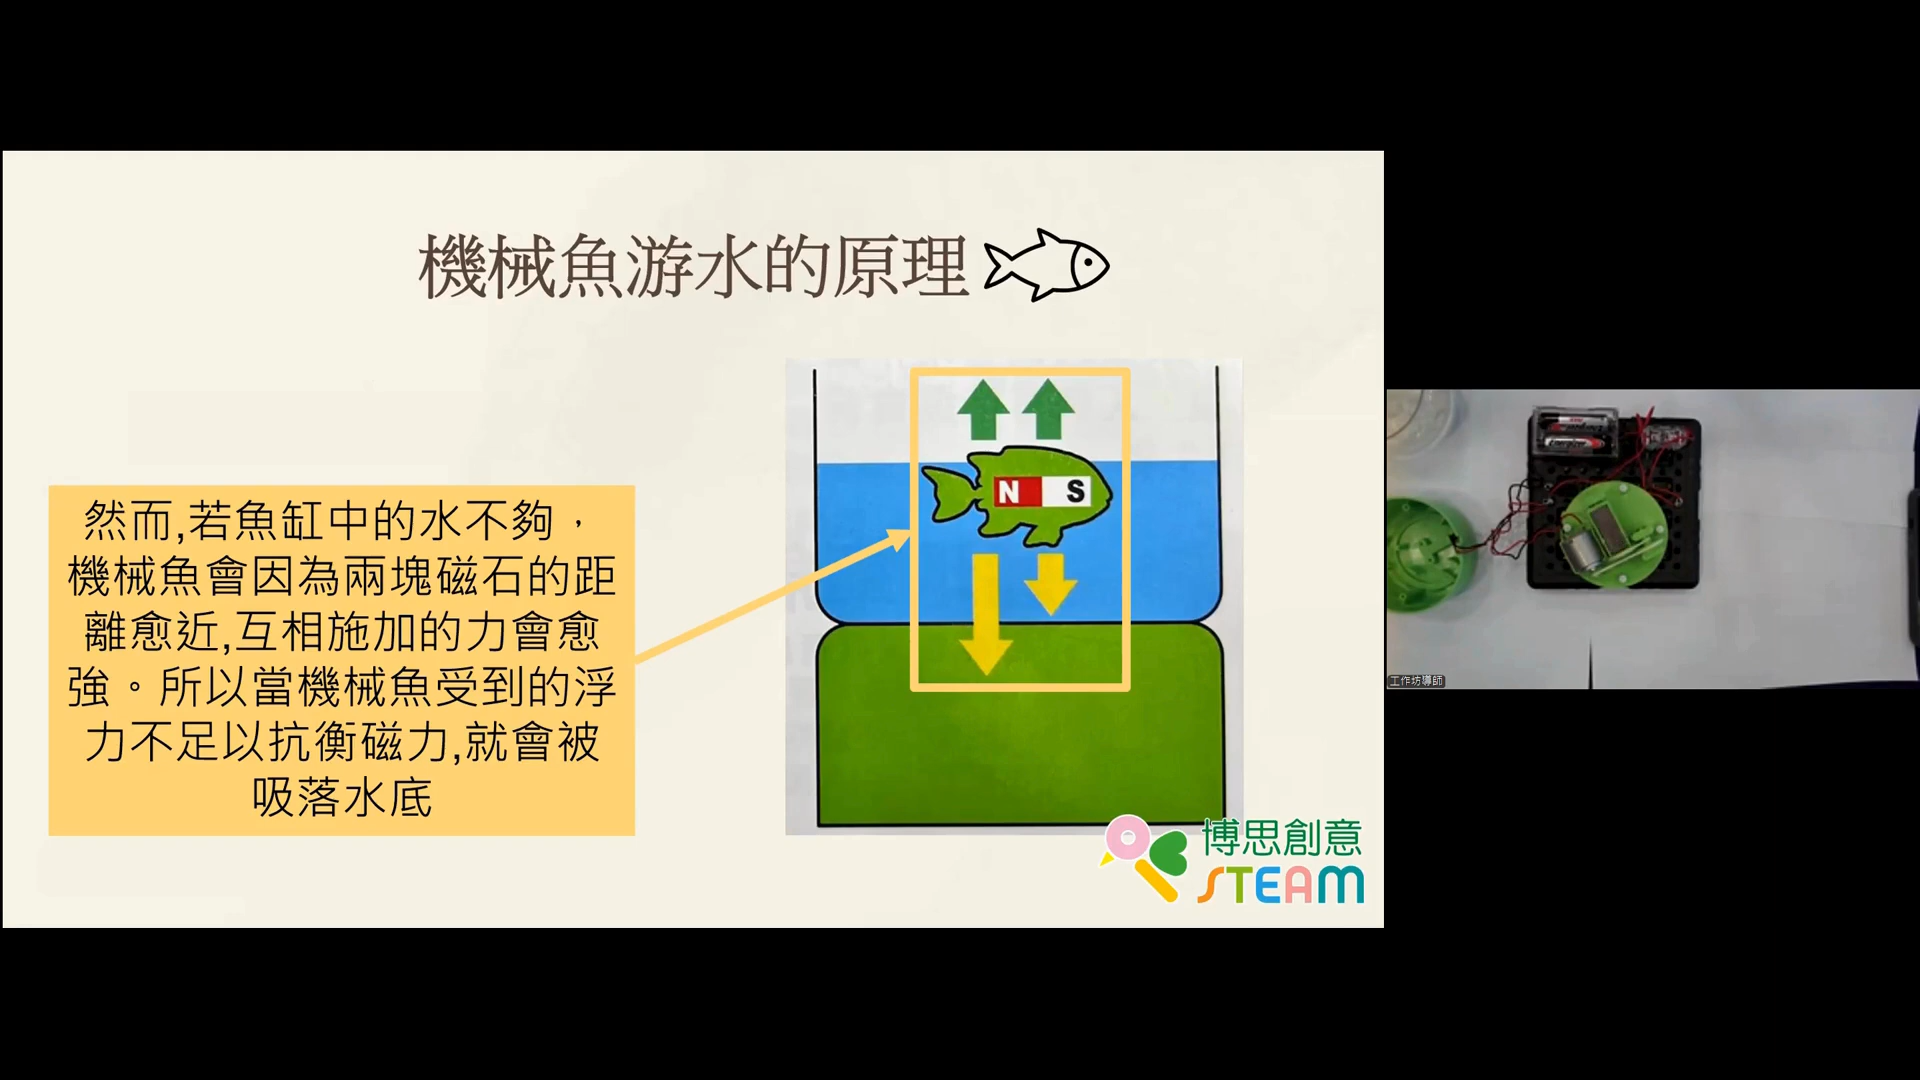 機械魚游水的原理
然而,若魚缸中的水不夠，
機械魚會因為兩塊磁石的距
離愈近,互相施加的力會愈
強。所以當機械魚受到的浮
力不足以抗衡磁力,就會被
吸落水底
N S
博思創意
STEAM
工作坊導師